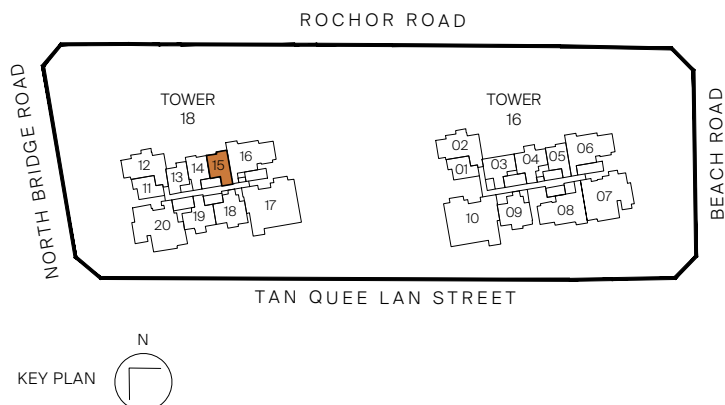 ROCHOR ROAD
NORTH BRIDGE ROAD
BEACH ROAD
TOWER
18
TOWER
16
12
11
13
14
15
16
20
19
18
17
02
01
03
04
05
06
10
09
08
07
TAN QUEE LAN STREET
N
KEY PLAN